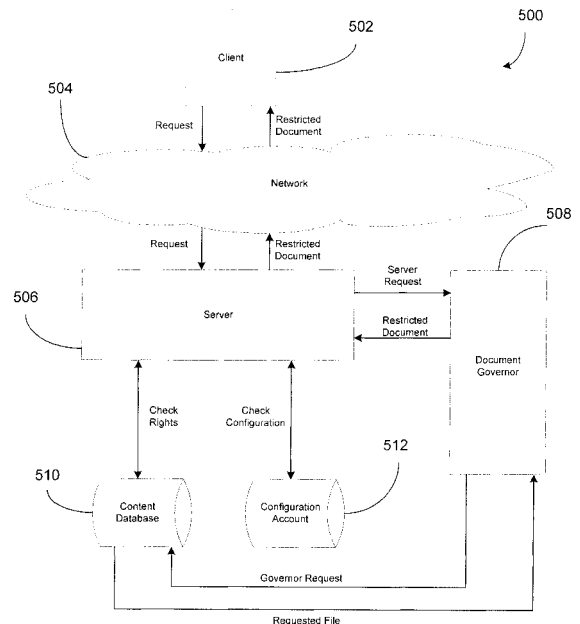 502
500
Client
504
Request
Restricted
Document
Network
508
Request
Restricted
Document
Server
Request
506
Server
Restricted
Document
Document
Governor
Check
Rights
Check
Configuration
510
512
Content
Database
Configuration
Account
Governor Request
Requested File